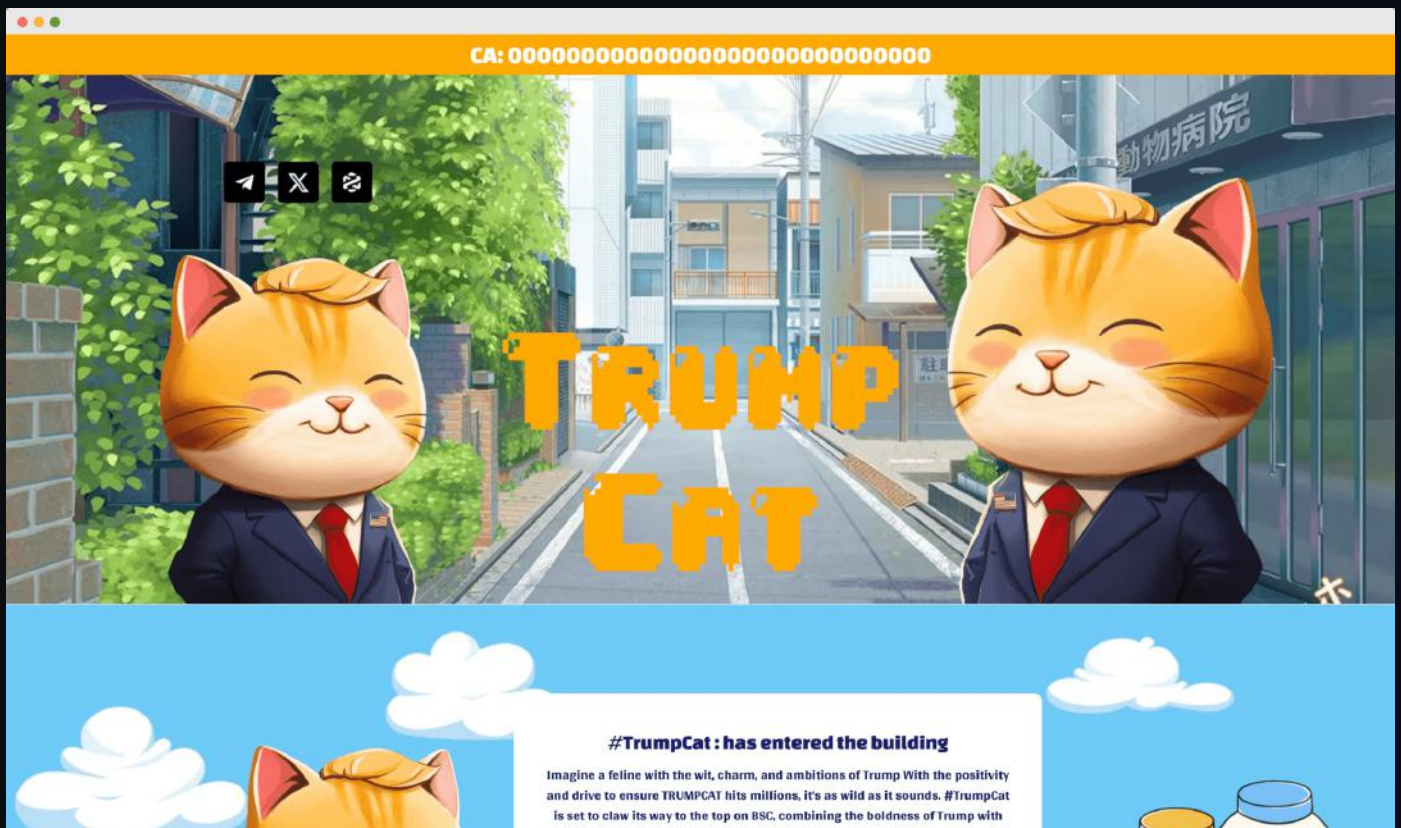 CA: 00000000000000000000000000000
動物病院
TRUMP
CAT
ホ
#TrumpCat : has entered the building
Imagine a feline with the wit, charm, and ambitions of Trump With the positivity
and drive to ensure TRUMPCAT hits millions, it's as wild as it sounds. #TrumpCat
is set to claw its way to the top on BSC, combining the boldness of Trump with